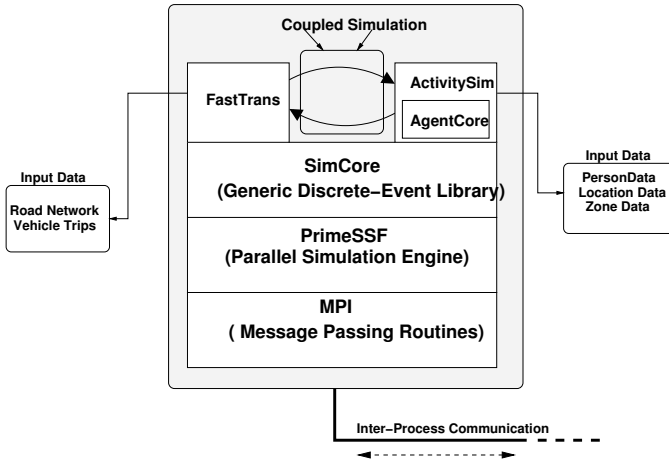 Coupled Simulation
FastTrans
ActivitySim
AgentCore
SimCore
(Generic Discrete−Event Library)
PrimeSSF
(Parallel Simulation Engine)
MPI
( Message Passing Routines)
Input Data
Road Network
Vehicle Trips
Input Data
PersonData
Location Data
Zone Data
Inter−Process Communication